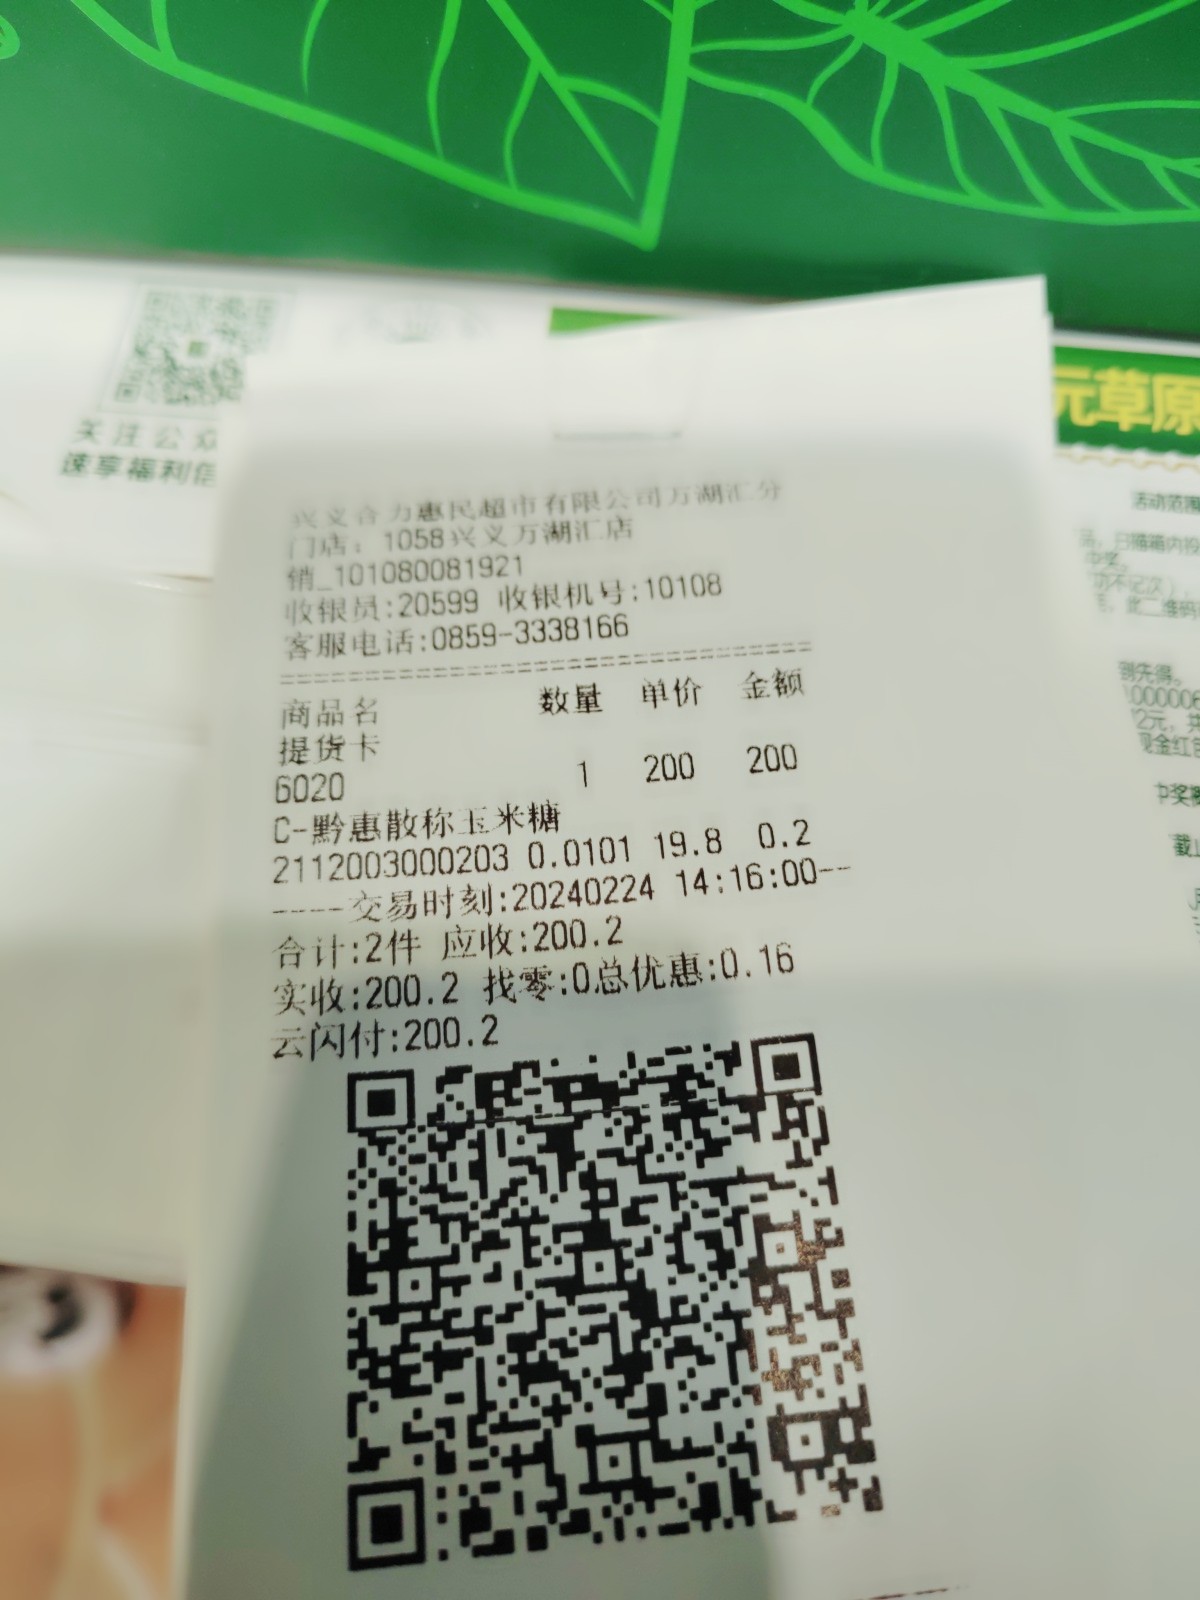 关注公众
速享福利信
元草原
活动范围
兴义合力惠民超市有限公司万湖汇分
门店：1058兴义万湖汇店
销_101080081921
收银员:20599 收银机号:10108
客服电话:0859-3338166
商品名 数量 单价 金额
提货卡
6020 1 200 200
C-黔惠散称玉米糖
2112003000203 0.0101 19.8 0.2
----交易时刻:20240224 14:16:00--
合计:2件 应收:200.2
实收:200.2 找零:0总优惠:0.16
云闪付:200.2